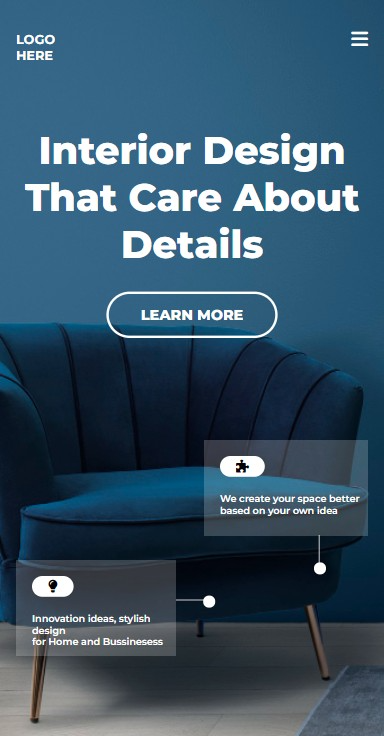 LOGO
HERE
Interior Design
That Care About
Details
LEARN MORE
We create your space better
based on your own idea
Innovation ideas, stylish
design
for Home and Bussinesess